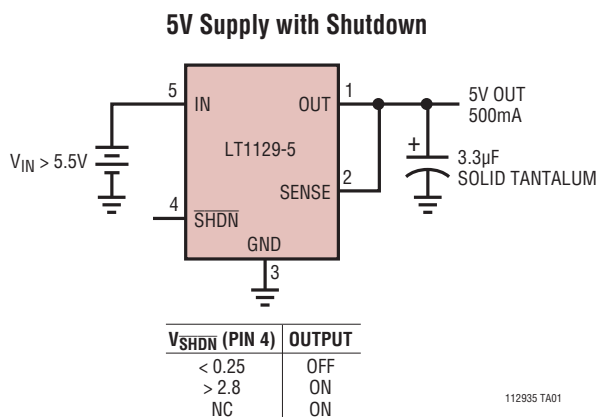 5V Supply with Shutdown
5
IN
OUT
1
5V OUT
500mA
LT1129-5
VIN > 5.5V
+
3.3µF
SOLID TANTALUM
2
SENSE
4
SHDN
GND
3
VSHDN (PIN 4) OUTPUT
< 0.25 OFF
> 2.8 ON
NC ON
112935 TA01